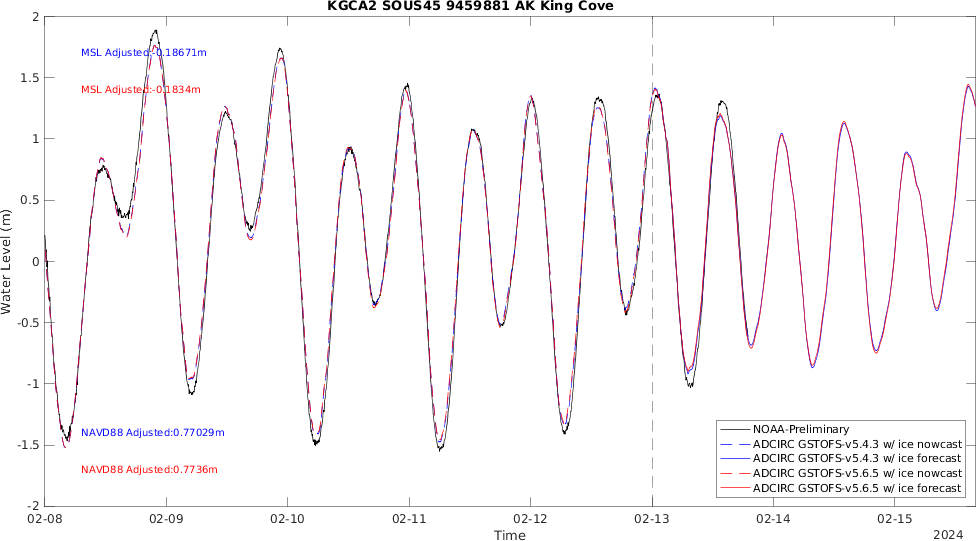 KGCA2 SOUS45 9459881 AK King Cove
2
1.5
1
0.5
0
-0.5
-1
-1.5
-2
Water Level (m)
MSL Adjusted:-0.18671m
MSL Adjusted:-0.1834m
NAVD88 Adjusted:0.77029m
NAVD88 Adjusted:0.7736m
NOAA-Preliminary
ADCIRC GSTOFS-v5.4.3 w/ ice nowcast
ADCIRC GSTOFS-v5.4.3 w/ ice forecast
ADCIRC GSTOFS-v5.6.5 w/ ice nowcast
ADCIRC GSTOFS-v5.6.5 w/ ice forecast
02-08 02-09 02-10 02-11 02-12 02-13 02-14 02-15
Time
2024